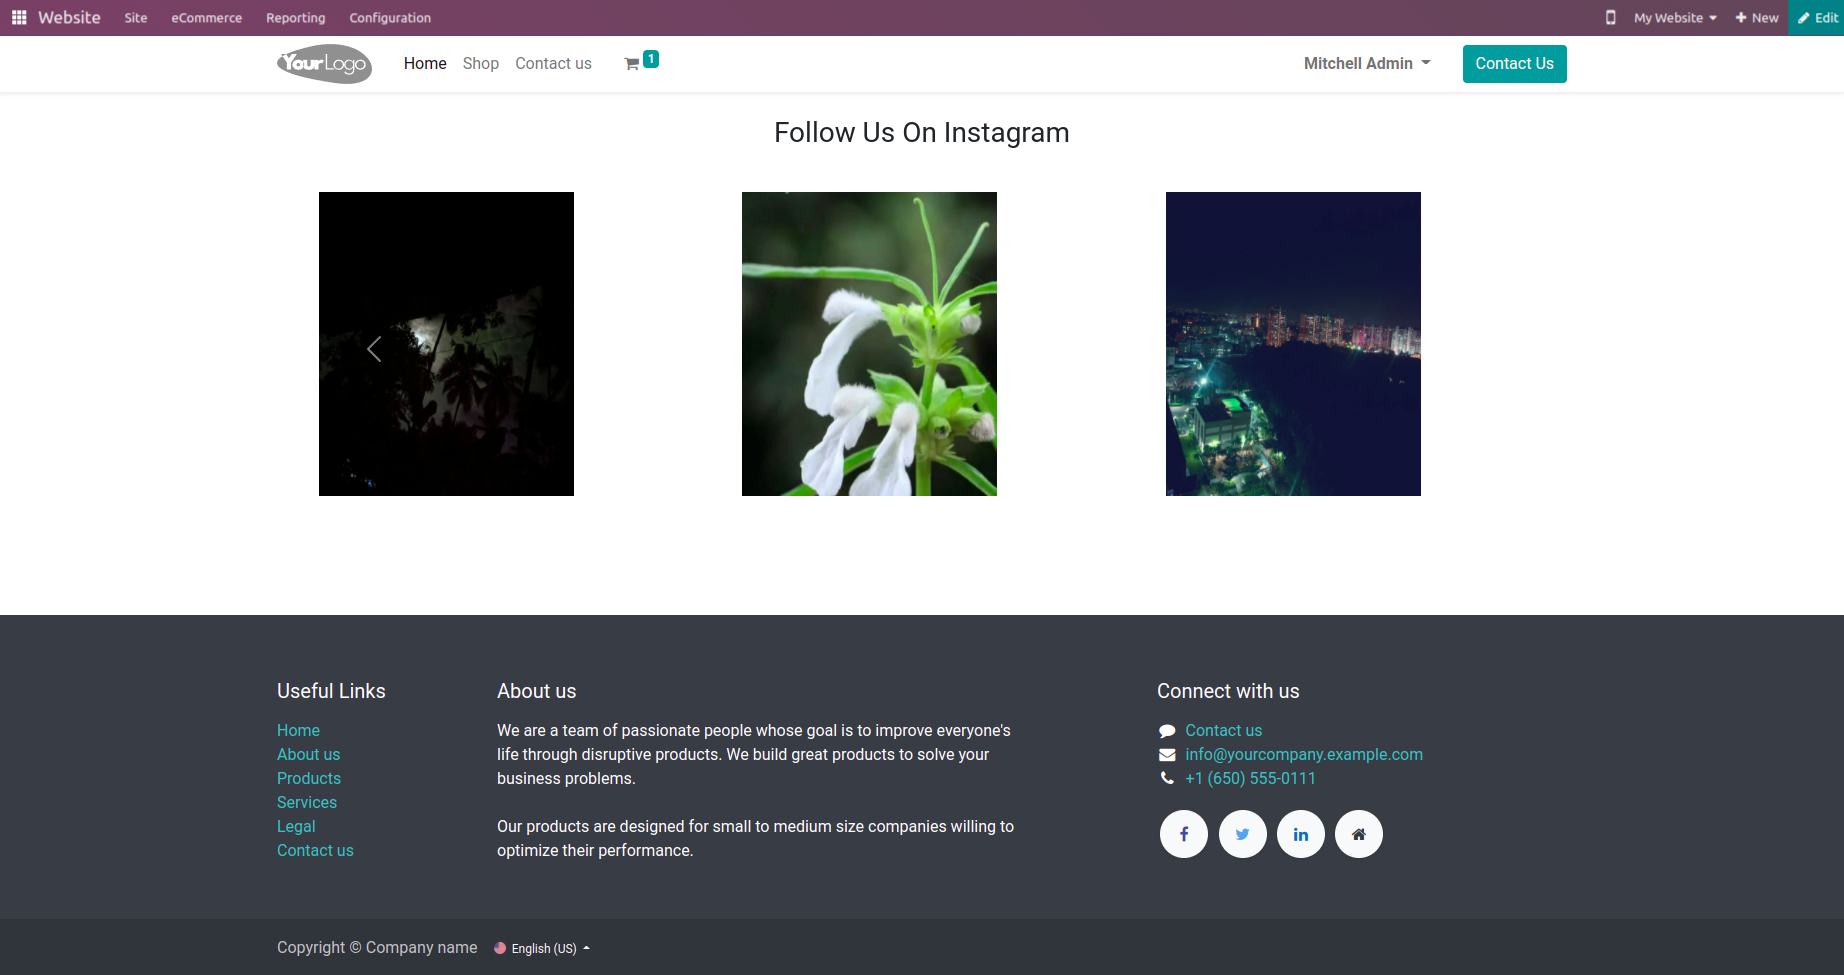 Website Site eCommerce Reporting Configuration My Website New Edit
YourLogo Home Shop Contact us 1 Mitchell Admin Contact Us
Follow Us On Instagram
Useful Links
Home
About us
Products
Services
Legal
Contact us
About us
We are a team of passionate people whose goal is to improve everyone's
life through disruptive products. We build great products to solve your
business problems.
Our products are designed for small to medium size companies willing to
optimize their performance.
Connect with us
Contact us
info@yourcompany.example.com
+1 (650) 555-0111
Copyright © Company name English (US)